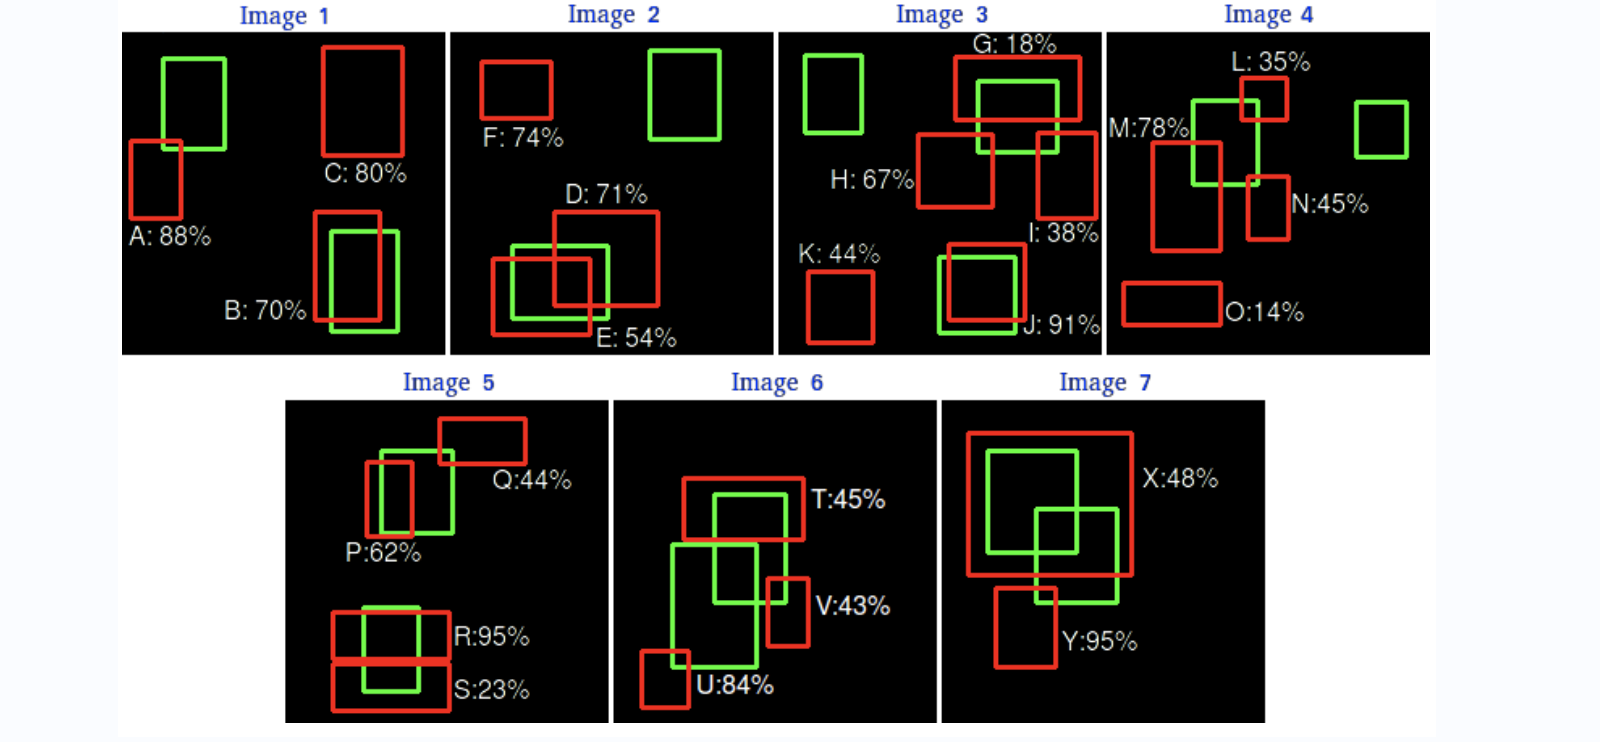 Image 1
Image 2
Image 3
Image 4
A: 88%
C: 80%
B: 70%
F: 74%
D: 71%
E: 54%
G: 18%
H: 67%
I: 38%
K: 44%
J: 91%
L: 35%
M:78%
N:45%
O:14%
Image 5
Image 6
Image 7
Q:44%
P:62%
R:95%
S:23%
T:45%
V:43%
U:84%
X:48%
Y:95%